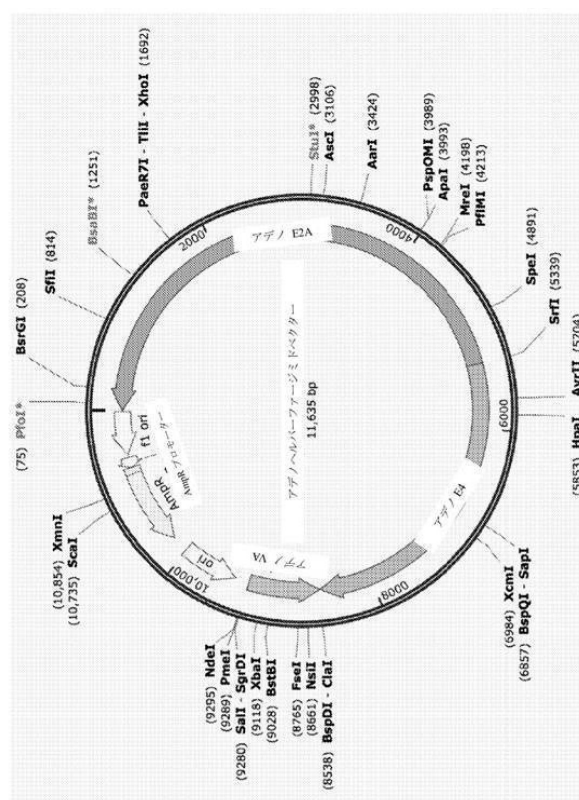 (75) PfoI*
BsrGI (208)
SfiI (814)
BsaBI* (1251)
PaeR7I - TliI - XhoI (1692)
StuI* (2998)
AscI (3106)
AarI (3424)
PspOMI (3989)
ApaI (3993)
MreI (4198)
PflMI (4213)
SpeI (4891)
SrfI (5339)
AvrII (5704)
(5853) HpaI
(6857) BspQI - SapI
(6984) XcmI
(8538) BspDI - ClaI
(8661) NsiI
(8765) FseI
(9028) BstBI
(9118) XbaI
(9280) SalI - SgrDI
(9289) PmeI
(9295) NdeI
(10,735) ScaI
(10,854) XmnI
2000
4000
6000
8000
10,000
アデノ E2A
アデノ E4
アデノ VA
ori
AmpR
AmpR プロモーター
f1 ori
アデノヘルパーファージミドベクター
11,635 bp